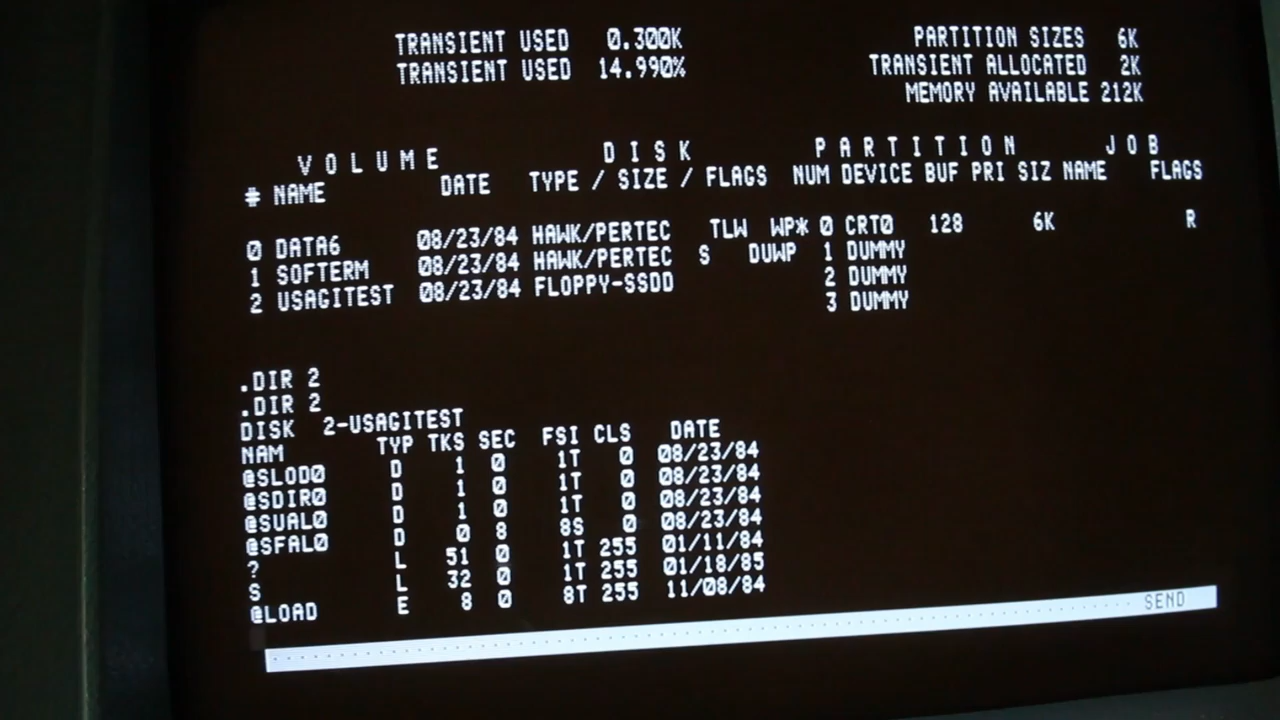 TRANSIENT USED 0.300K PARTITION SIZES 6K
TRANSIENT USED 14.990% TRANSIENT ALLOCATED 2K
MEMORY AVAILABLE 212K
VOLUME DISK PARTITION JOB
# NAME DATE TYPE / SIZE / FLAGS NUM DEVICE BUF PRI SIZ NAME FLAGS
0 DATA6 08/23/84 HAWK/PERTEC TLW WP* 0 CRT0 128 6K R
1 SOFTERM 08/23/84 HAWK/PERTEC S DUWP 1 DUMMY
2 USAGITEST 08/23/84 FLOPPY-SSDD 2 DUMMY
3 DUMMY
.DIR 2
.DIR 2
DISK 2-USAGITEST
NAM TYP TKS SEC FSI CLS DATE
@SLOD0 D 1 0 1T 0 08/23/84
@SDIR0 D 1 0 1T 0 08/23/84
@SUAL0 D 1 0 1T 0 08/23/84
@SFAL0 D 0 8 8S 0 08/23/84
? L 51 0 1T 255 01/11/84
S L 32 0 1T 255 01/18/85
@LOAD E 8 0 8T 255 11/08/84
SEND